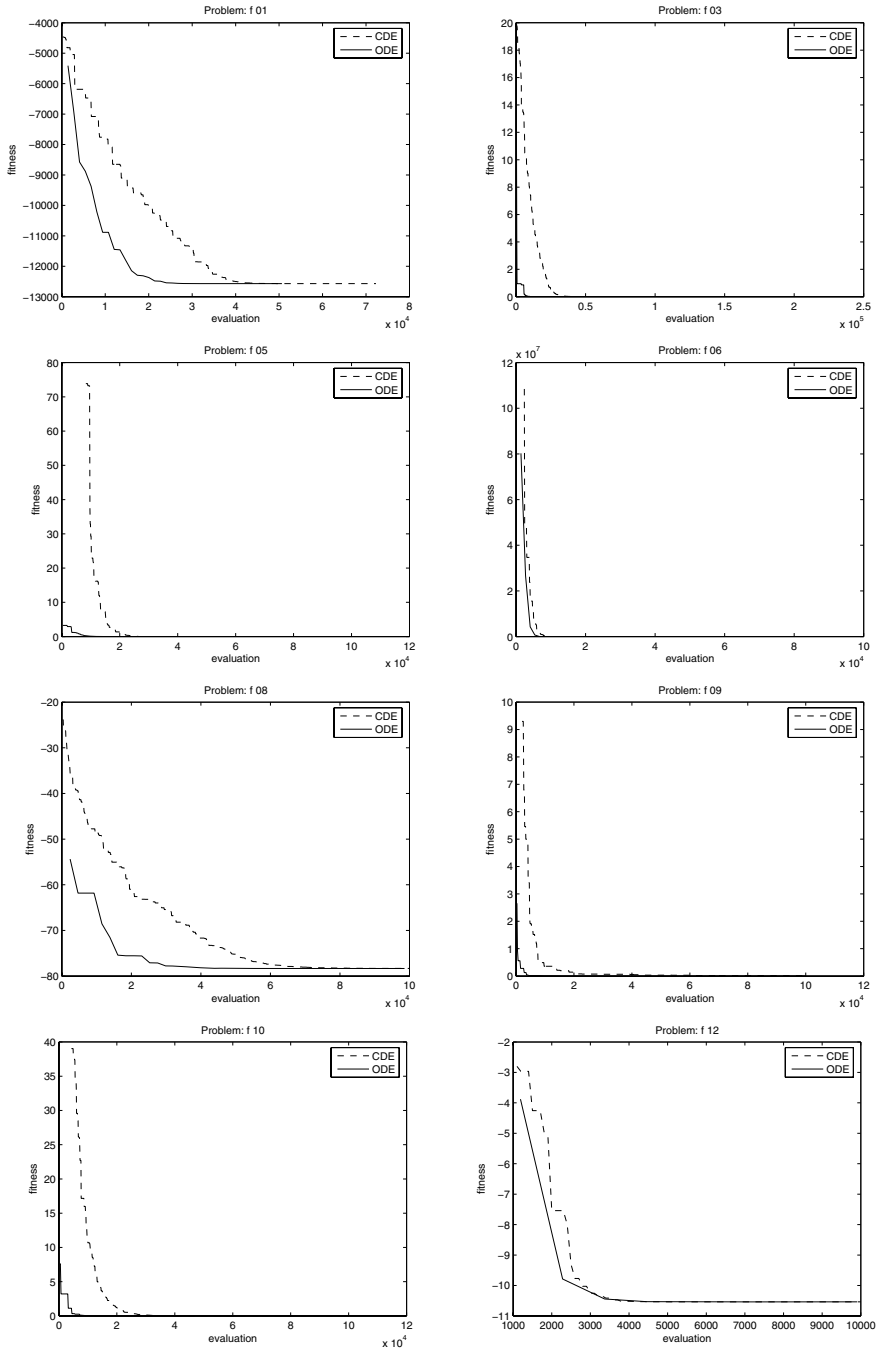 Problem: f 01
−4000
−5000
−6000
−7000
−8000
−9000
−10000
−11000
−12000
−13000
fitness
CDE
ODE
0 1 2 3 4 5 6 7 8
evaluation
x 10^4
Problem: f 03
20
18
16
14
12
10
8
6
4
2
0
fitness
CDE
ODE
0 0.5 1 1.5 2 2.5
evaluation
x 10^5
Problem: f 05
80
70
60
50
40
30
20
10
0
fitness
CDE
ODE
0 2 4 6 8 10 12
evaluation
x 10^4
Problem: f 06
x 10^7
12
10
8
6
4
2
0
fitness
CDE
ODE
0 2 4 6 8 10
evaluation
x 10^4
Problem: f 08
−20
−30
−40
−50
−60
−70
−80
fitness
CDE
ODE
0 2 4 6 8 10
evaluation
x 10^4
Problem: f 09
10
9
8
7
6
5
4
3
2
1
0
fitness
CDE
ODE
0 2 4 6 8 10 12
evaluation
x 10^4
Problem: f 10
40
35
30
25
20
15
10
5
0
fitness
CDE
ODE
0 2 4 6 8 10 12
evaluation
x 10^4
Problem: f 12
−2
−3
−4
−5
−6
−7
−8
−9
−10
−11
fitness
CDE
ODE
1000 2000 3000 4000 5000 6000 7000 8000 9000 10000
evaluation